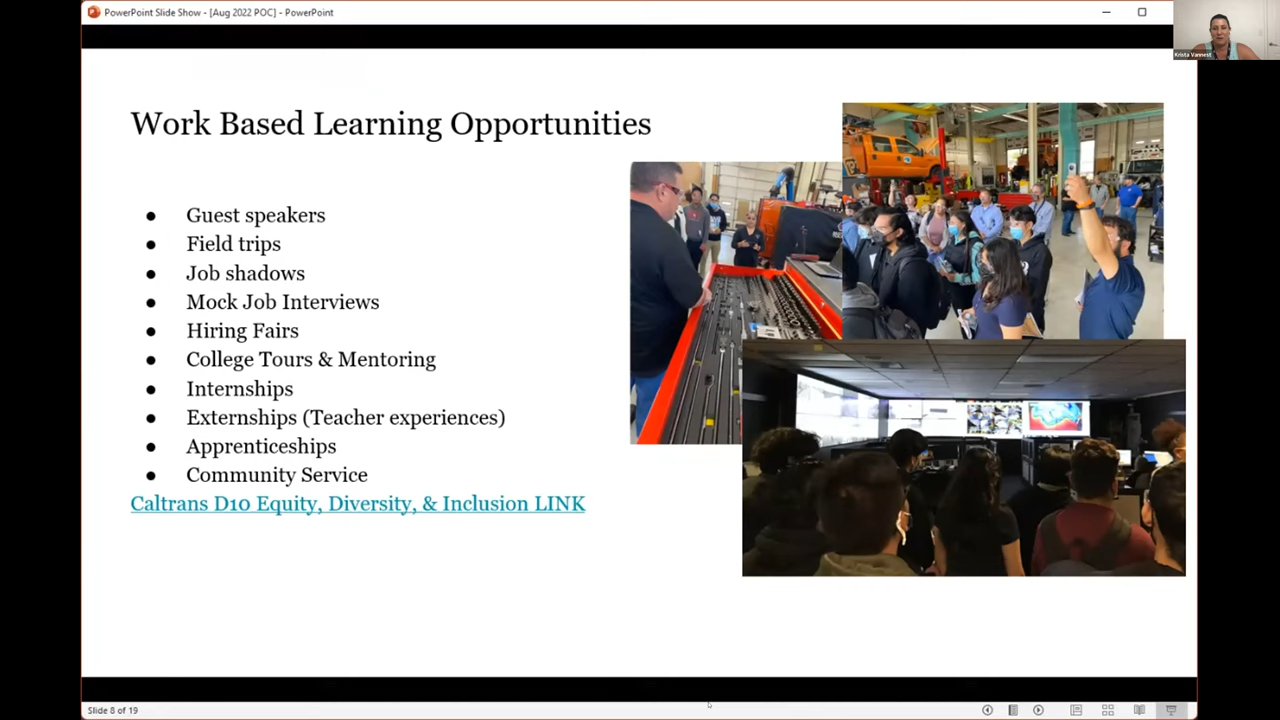 PowerPoint Slide Show - [Aug 2022 POC] - PowerPoint
Krista Vannest
Work Based Learning Opportunities
● Guest speakers
● Field trips
● Job shadows
● Mock Job Interviews
● Hiring Fairs
● College Tours & Mentoring
● Internships
● Externships (Teacher experiences)
● Apprenticeships
● Community Service
Caltrans D10 Equity, Diversity, & Inclusion LINK
Slide 8 of 19